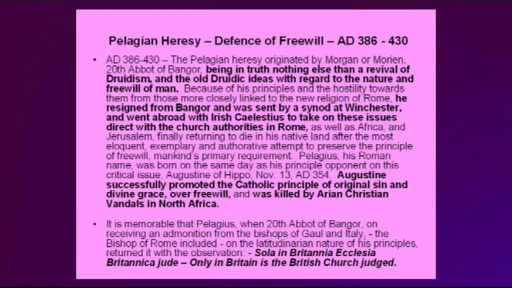 Pelagian Heresy – Defence of Freewill – AD 386 - 430
• AD 386-430 – The Pelagian heresy originated by Morgan or Morien,
20th Abbot of Bangor, being in truth nothing else than a revival of
Druidism, and the old Druidic ideas with regard to the nature and
freewill of man. Because of his principles and the hostility towards
them from those more closely linked to the new religion of Rome, he
resigned from Bangor and was sent by a synod at Winchester,
and went abroad with Irish Caelestius to take on these issues
direct with the church authorities in Rome, as well as Africa, and
Jerusalem, finally returning to die in his native land after the most
eloquent, exemplary and authorative attempt to preserve the principle
of freewill, mankind's primary requirement. Pelagius, his Roman
name, was born on the same day as his principle opponent on this
critical issue, Augustine of Hippo, Nov. 13, AD 354. Augustine
successfully promoted the Catholic principle of original sin and
divine grace, over freewill, and was killed by Arian Christian
Vandals in North Africa.
• It is memorable that Pelagius, when 20th Abbot of Bangor, on
receiving an admonition from the bishops of Gaul and Italy, - the
Bishop of Rome included - on the latitudinarian nature of his principles,
returned it with the observation: - Sola in Britannia Ecclesia
Britannica jude – Only in Britain is the British Church judged.